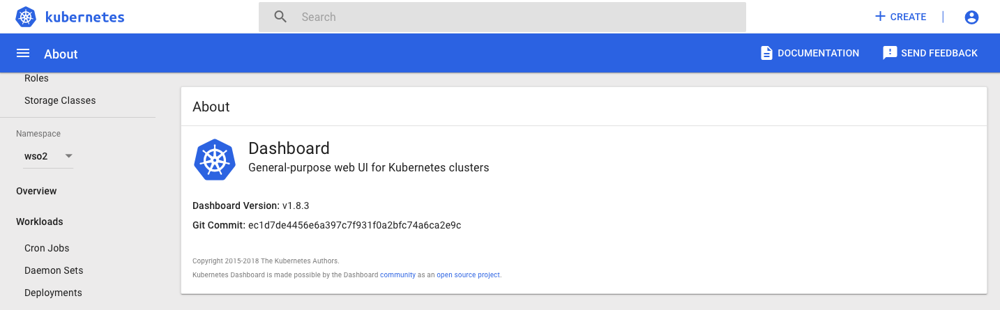 kubernetes
Search
CREATE
About
DOCUMENTATION
SEND FEEDBACK
Roles
Storage Classes
Namespace
wso2
Overview
Workloads
Cron Jobs
Daemon Sets
Deployments
About
Dashboard
General-purpose web UI for Kubernetes clusters
Dashboard Version: v1.8.3
Git Commit: ec1d7de4456e6a397c7f931f0a2bfc74a6ca2e9c
Copyright 2015-2018 The Kubernetes Authors.
Kubernetes Dashboard is made possible by the Dashboard community as an open source project.